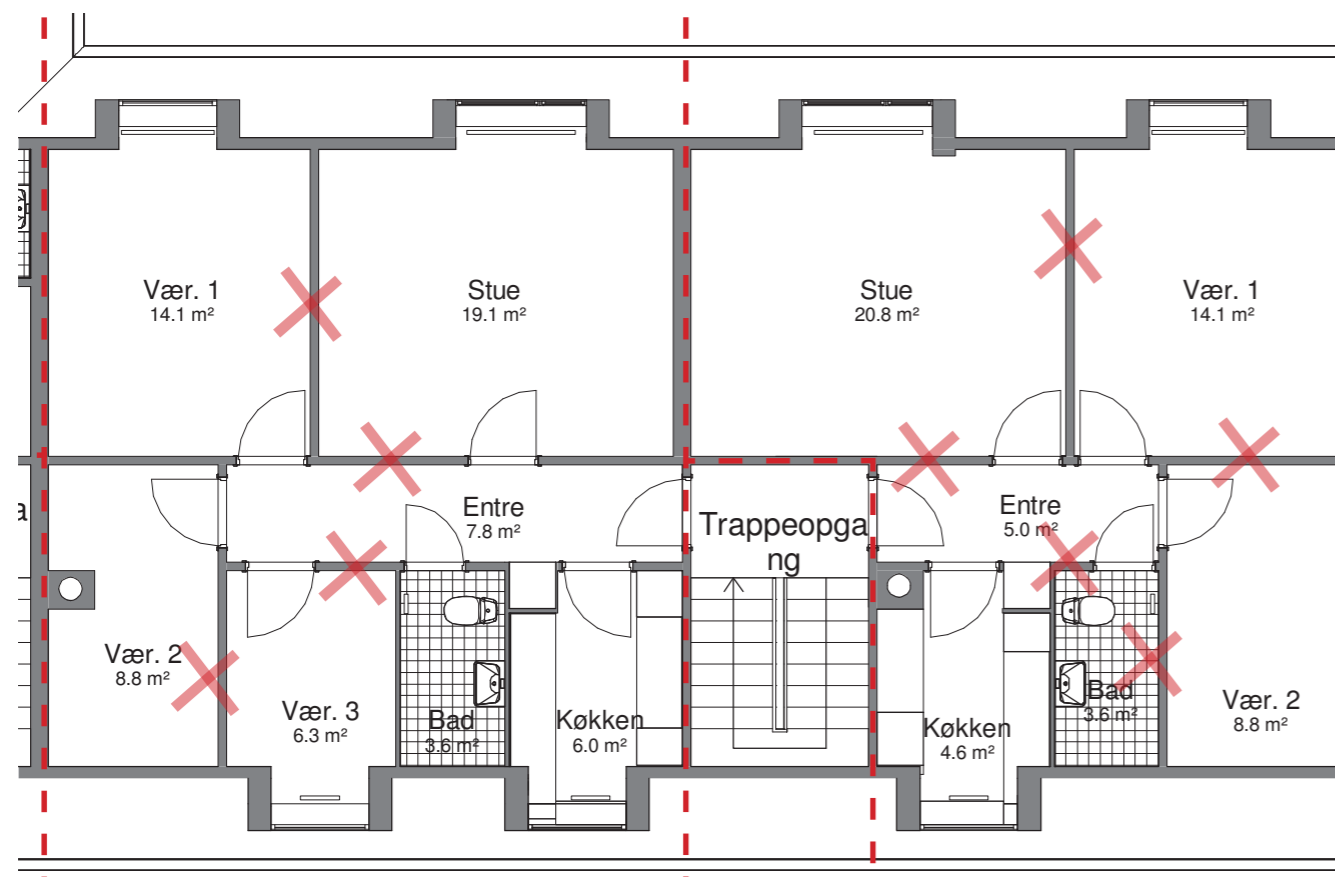 Vær. 1
14.1 m²
Stue
19.1 m²
Stue
20.8 m²
Vær. 1
14.1 m²
a
Entre
7.8 m²
Trappeopga
ng
Entre
5.0 m²
Vær. 2
8.8 m²
Vær. 3
6.3 m²
Bad
3.6 m²
Køkken
6.0 m²
Køkken
4.6 m²
Bad
3.6 m²
Vær. 2
8.8 m²